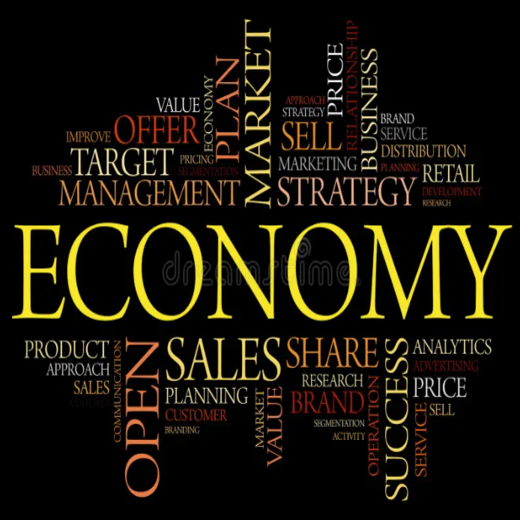 MARKET
PLAN
ECONOMY
VALUE
OFFER
IMPROVE
TARGET
PRICING
BUSINESS
SEGMENTATION
MANAGEMENT
PRICE
RELATIONSHIP
BUSINESS
APPROACH
STRATEGY
SELL
BRAND
SERVICE
MARKETING
DISTRIBUTION
PLANNING
RETAIL
STRATEGY
DEVELOPMENT
RESEARCH
ECONOMY
dreamstime
PRODUCT
APPROACH
SALES
COMMUNICATION
OPEN
SALES
PLANNING
CUSTOMER
BRANDING
MARKET
VALUE
SHARE
RESEARCH
BRAND
SEGMENTATION
ACTIVITY
OPERATION
SUCCESS
ANALYTICS
ADVERTISING
PRICE
SELL
SERVICE